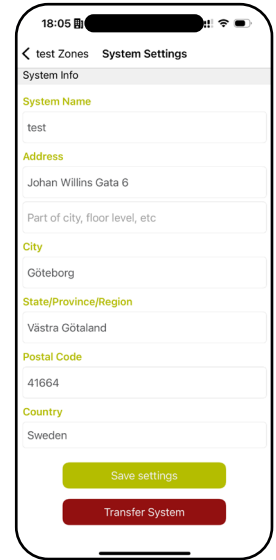 18:05
test Zones System Settings
System Info
System Name
test
Address
Johan Willins Gata 6
Part of city, floor level, etc
City
Göteborg
State/Province/Region
Västra Götaland
Postal Code
41664
Country
Sweden
Save settings
Transfer System